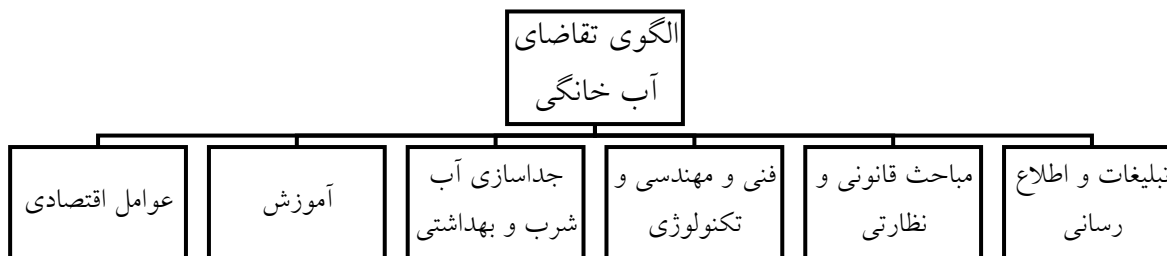 الگوی تقاضای
آب خانگی
تبلیغات و اطلاع
رسانی
مباحث قانونی و
نظارتی
فنی و مهندسی و
تکنولوژی
جداسازی آب
شرب و بهداشتی
آموزش
عوامل اقتصادی